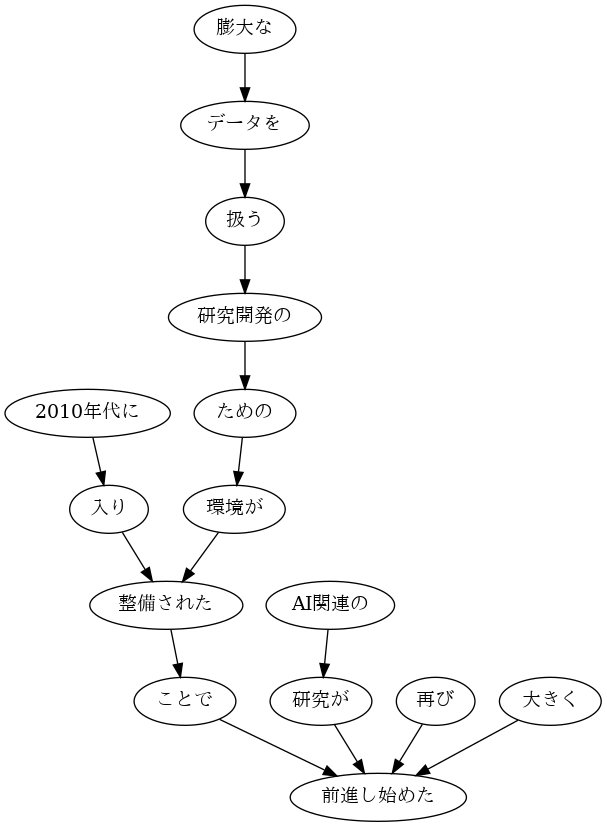 膨大な
データを
扱う
研究開発の
2010年代に
ための
入り
環境が
整備された
AI関連の
ことで
研究が
再び
大きく
前進し始めた